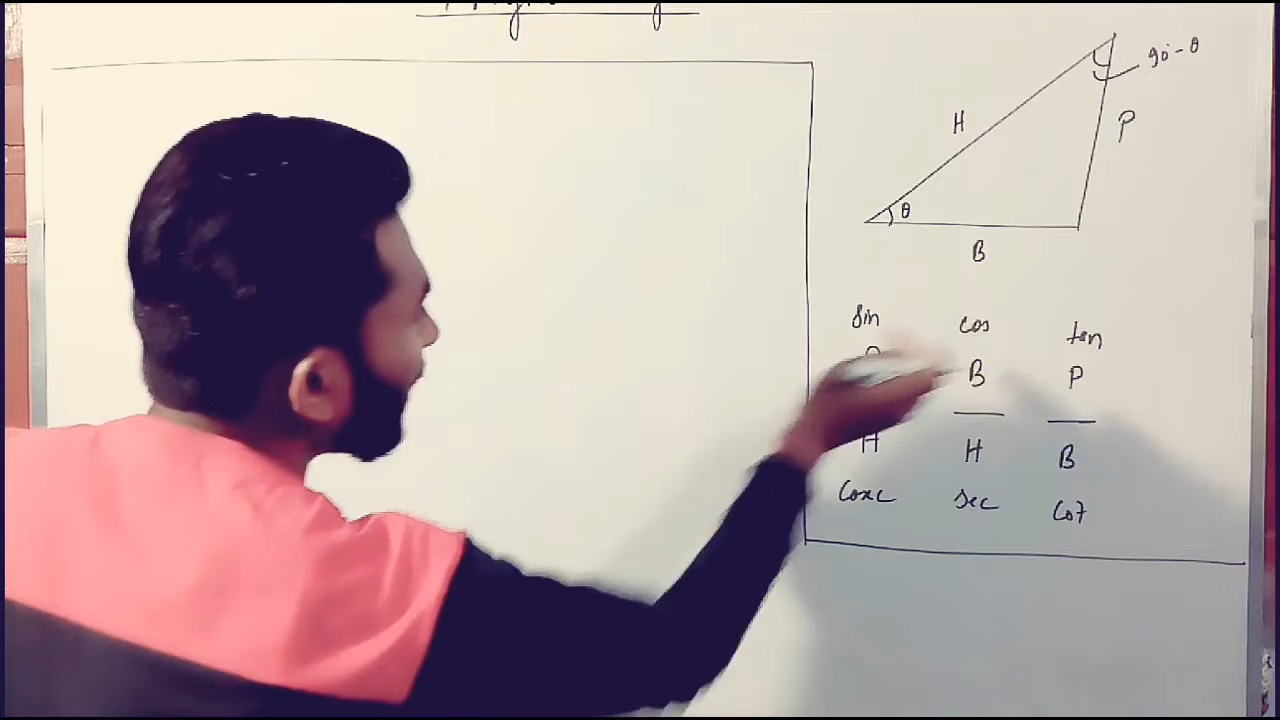 90° - θ
H
P
θ
B
Sin cos tan
B P
H H B
Cosec Sec Cot